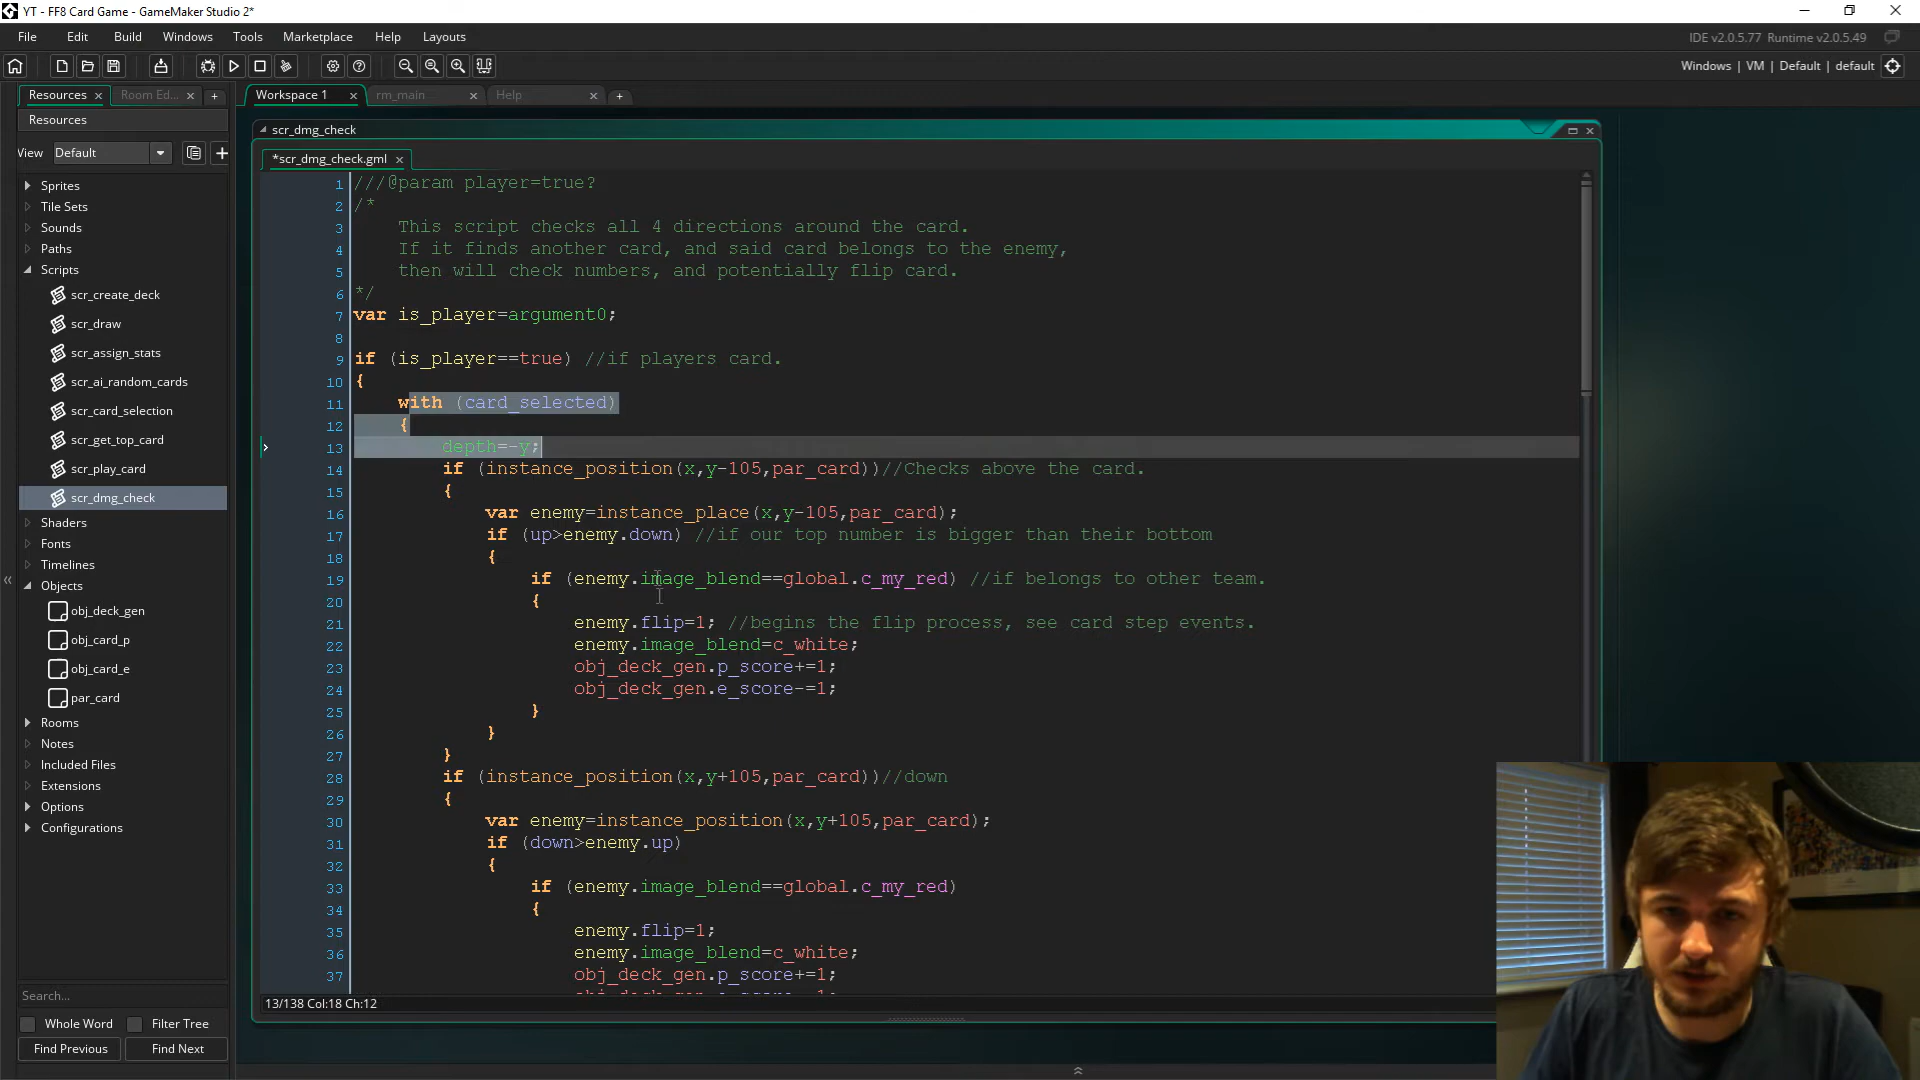 YT - FF8 Card Game - GameMaker Studio 2*
File Edit Build Windows Tools Marketplace Help Layouts
IDE v2.0.5.77 Runtime v2.0.5.49
Windows | VM | Default | default
Resources Room Ed... Workspace 1 rm_main Help
Resources
View Default
Sprites
Tile Sets
Sounds
Paths
Scripts
scr_create_deck
scr_draw
scr_assign_stats
scr_ai_random_cards
scr_card_selection
scr_get_top_card
scr_play_card
scr_dmg_check
Shaders
Fonts
Timelines
Objects
obj_deck_gen
obj_card_p
obj_card_e
par_card
Rooms
Notes
Included Files
Extensions
Options
Configurations
Search...
Whole Word Filter Tree
Find Previous Find Next
scr_dmg_check
*scr_dmg_check.gml
1 ///@param player=true?
2 /*
3 This script checks all 4 directions around the card.
4 If it finds another card, and said card belongs to the enemy,
5 then will check numbers, and potentially flip card.
6 */
7 var is_player=argument0;
8
9 if (is_player==true) //if players card.
10 {
11 with (card_selected)
12 {
13 depth=-y;
14 if (instance_position(x,y-105,par_card))//Checks above the card.
15 {
16 var enemy=instance_place(x,y-105,par_card);
17 if (up>enemy.down) //if our top number is bigger than their bottom
18 {
19 if (enemy.image_blend==global.c_my_red) //if belongs to other team.
20 {
21 enemy.flip=1; //begins the flip process, see card step events.
22 enemy.image_blend=c_white;
23 obj_deck_gen.p_score+=1;
24 obj_deck_gen.e_score-=1;
25 }
26 }
27 }
28 if (instance_position(x,y+105,par_card))//down
29 {
30 var enemy=instance_position(x,y+105,par_card);
31 if (down>enemy.up)
32 {
33 if (enemy.image_blend==global.c_my_red)
34 {
35 enemy.flip=1;
36 enemy.image_blend=c_white;
37 obj_deck_gen.p_score+=1;
13/138 Col:18 Ch:12